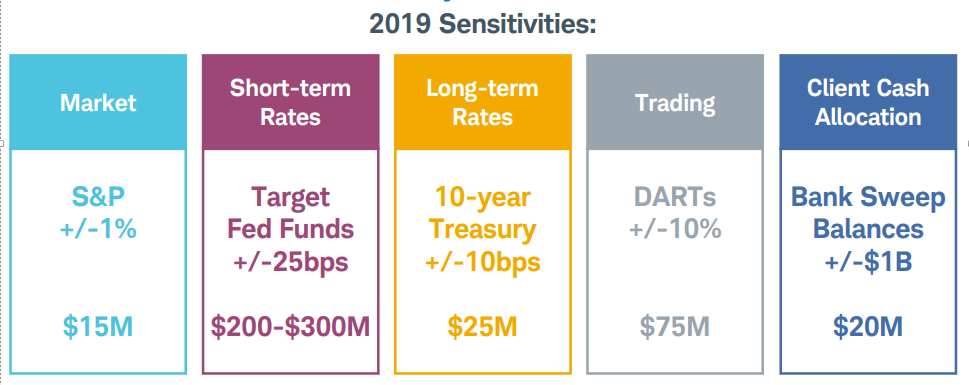 2019 Sensitivities:
Market
S&P
+/-1%
$15M
Short-term
Rates
Target
Fed Funds
+/-25bps
$200-$300M
Long-term
Rates
10-year
Treasury
+/-10bps
$25M
Trading
DARTs
+/-10%
$75M
Client Cash
Allocation
Bank Sweep
Balances
+/-$1B
$20M